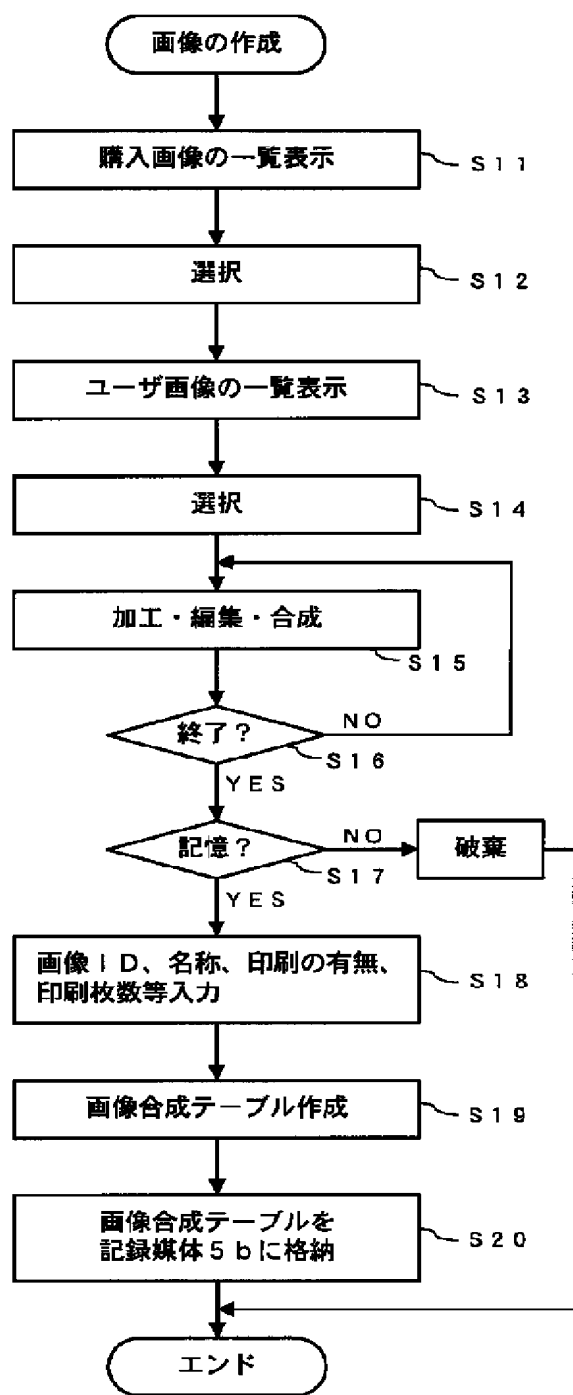 画像の作成
購入画像の一覧表示
S11
選択
S12
ユーザ画像の一覧表示
S13
選択
S14
加工・編集・合成
S15
終了?
NO
S16
YES
記憶?
NO
破棄
S17
YES
画像ID、名称、印刷の有無、
印刷枚数等入力
S18
画像合成テーブル作成
S19
画像合成テーブルを
記録媒体5bに格納
S20
エンド